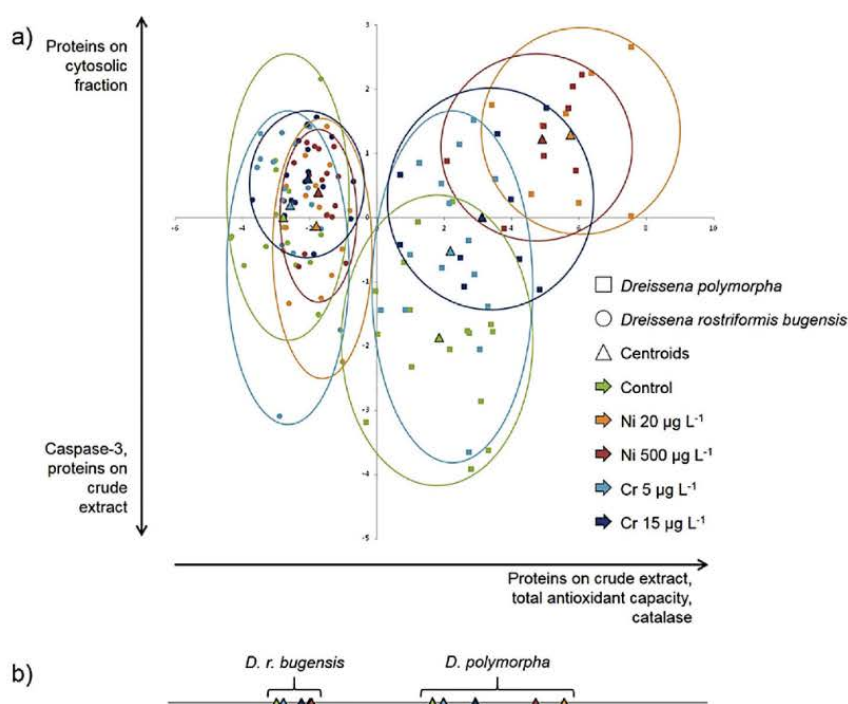 a)
Proteins on
cytosolic
fraction
3
2
1
0
-6
-4
-2
0
2
4
6
8
10
-1
-2
-3
-4
-5
Caspase-3,
proteins on
crude
extract
Dreissena polymorpha
Dreissena rostriformis bugensis
Centroids
Control
Ni 20 µg L⁻¹
Ni 500 µg L⁻¹
Cr 5 µg L⁻¹
Cr 15 µg L⁻¹
Proteins on crude extract,
total antioxidant capacity,
catalase
b)
D. r. bugensis
D. polymorpha